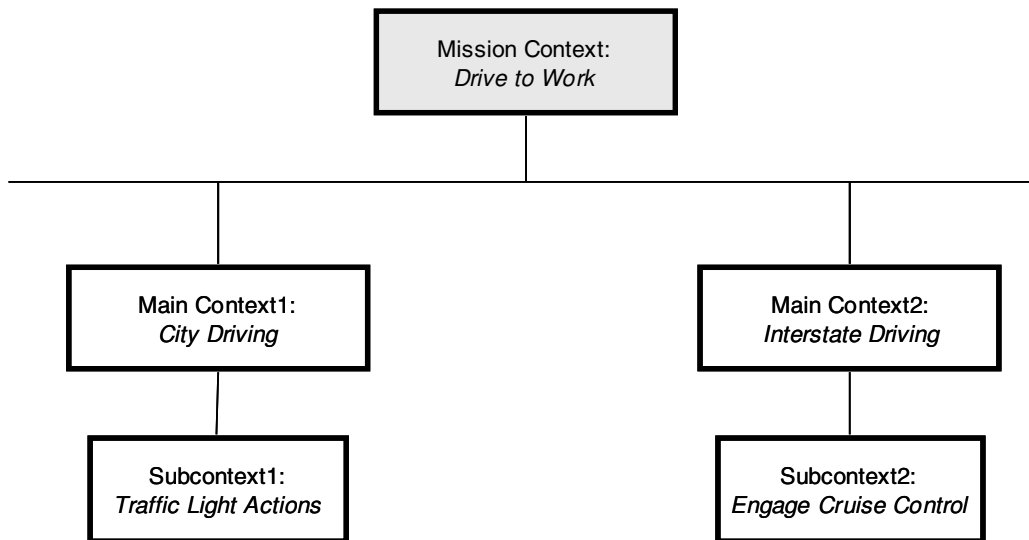 Mission Context:
Drive to Work
Main Context1:
City Driving
Main Context2:
Interstate Driving
Subcontext1:
Traffic Light Actions
Subcontext2:
Engage Cruise Control